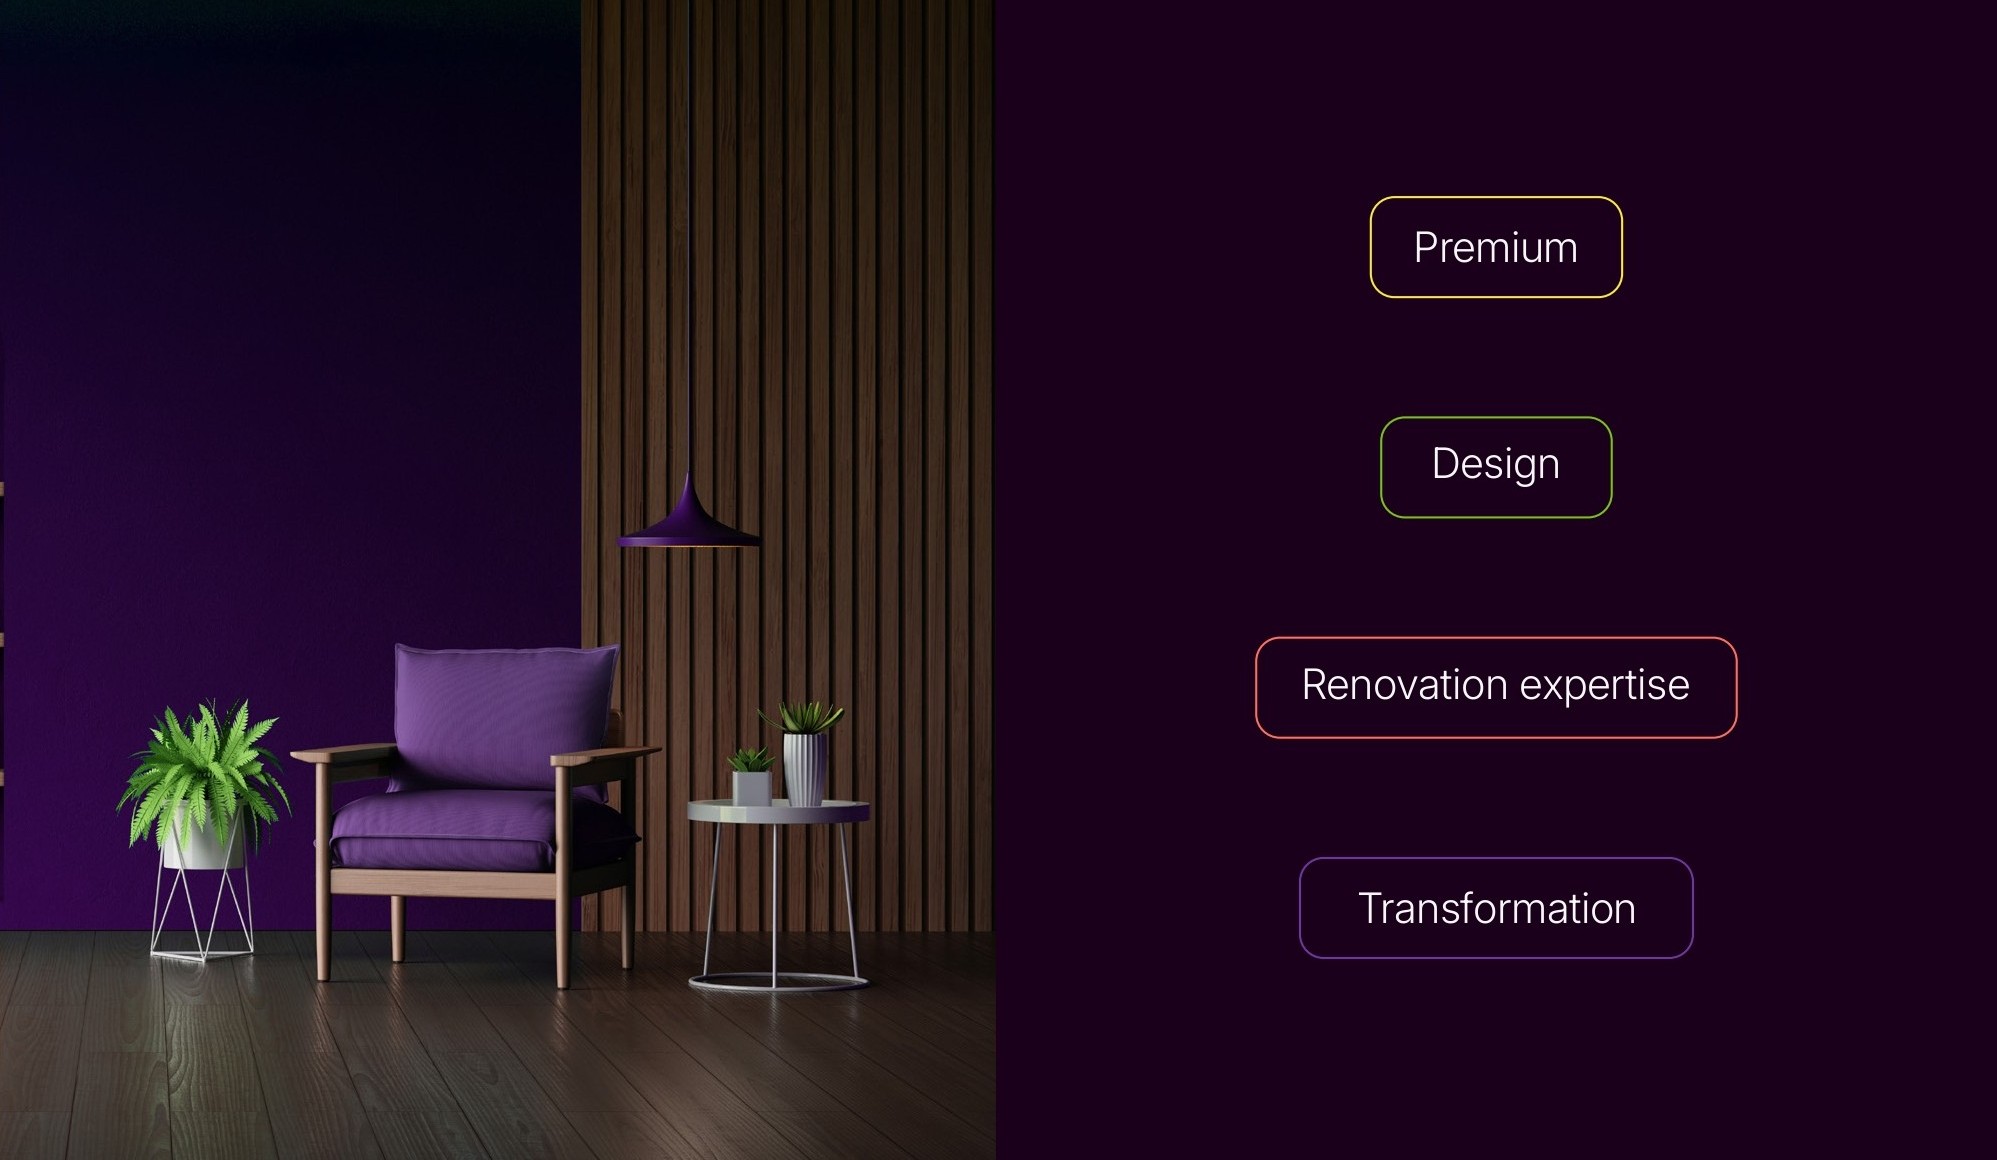 Premium
Design
Renovation expertise
Transformation